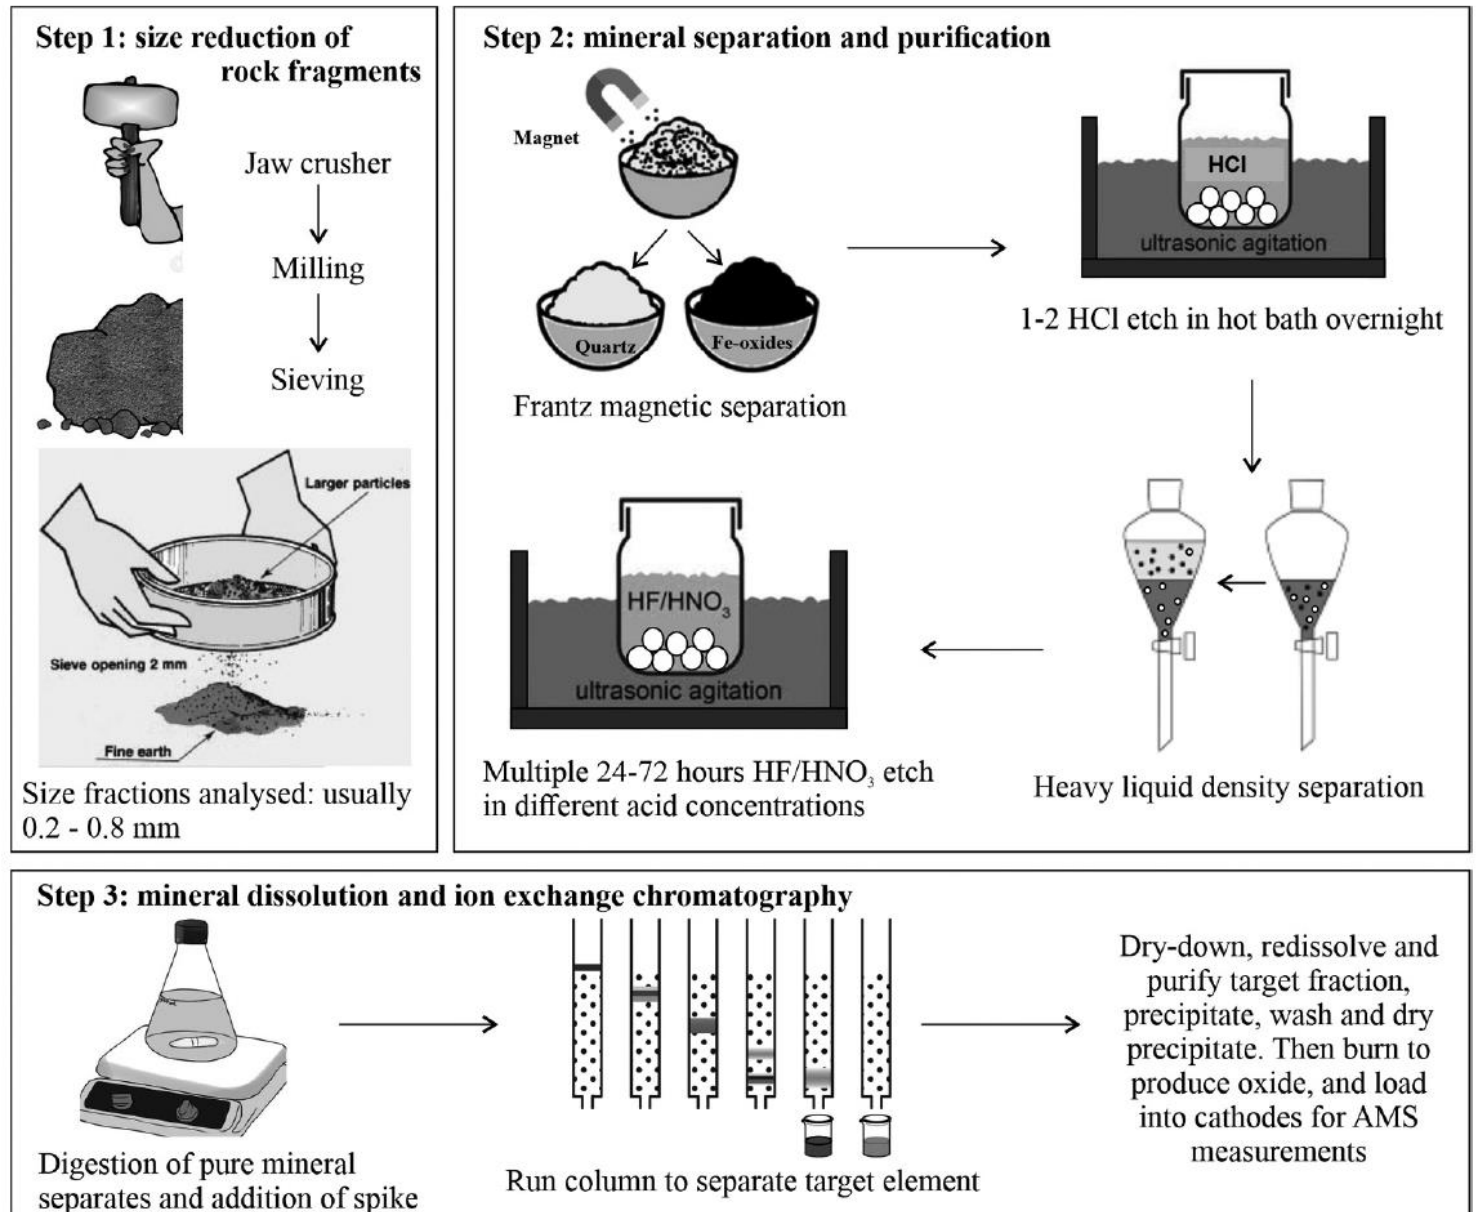 Step 1: size reduction of
rock fragments
Jaw crusher
Milling
Sieving
Larger particles
Sieve opening 2 mm
Fine earth
Size fractions analysed: usually
0.2 - 0.8 mm
Step 2: mineral separation and purification
Magnet
Quartz
Fe-oxides
Frantz magnetic separation
HCl
ultrasonic agitation
1-2 HCl etch in hot bath overnight
Heavy liquid density separation
HF/HNO₃
ultrasonic agitation
Multiple 24-72 hours HF/HNO₃ etch
in different acid concentrations
Step 3: mineral dissolution and ion exchange chromatography
Digestion of pure mineral
separates and addition of spike
Run column to separate target element
Dry-down, redissolve and
purify target fraction,
precipitate, wash and dry
precipitate. Then burn to
produce oxide, and load
into cathodes for AMS
measurements